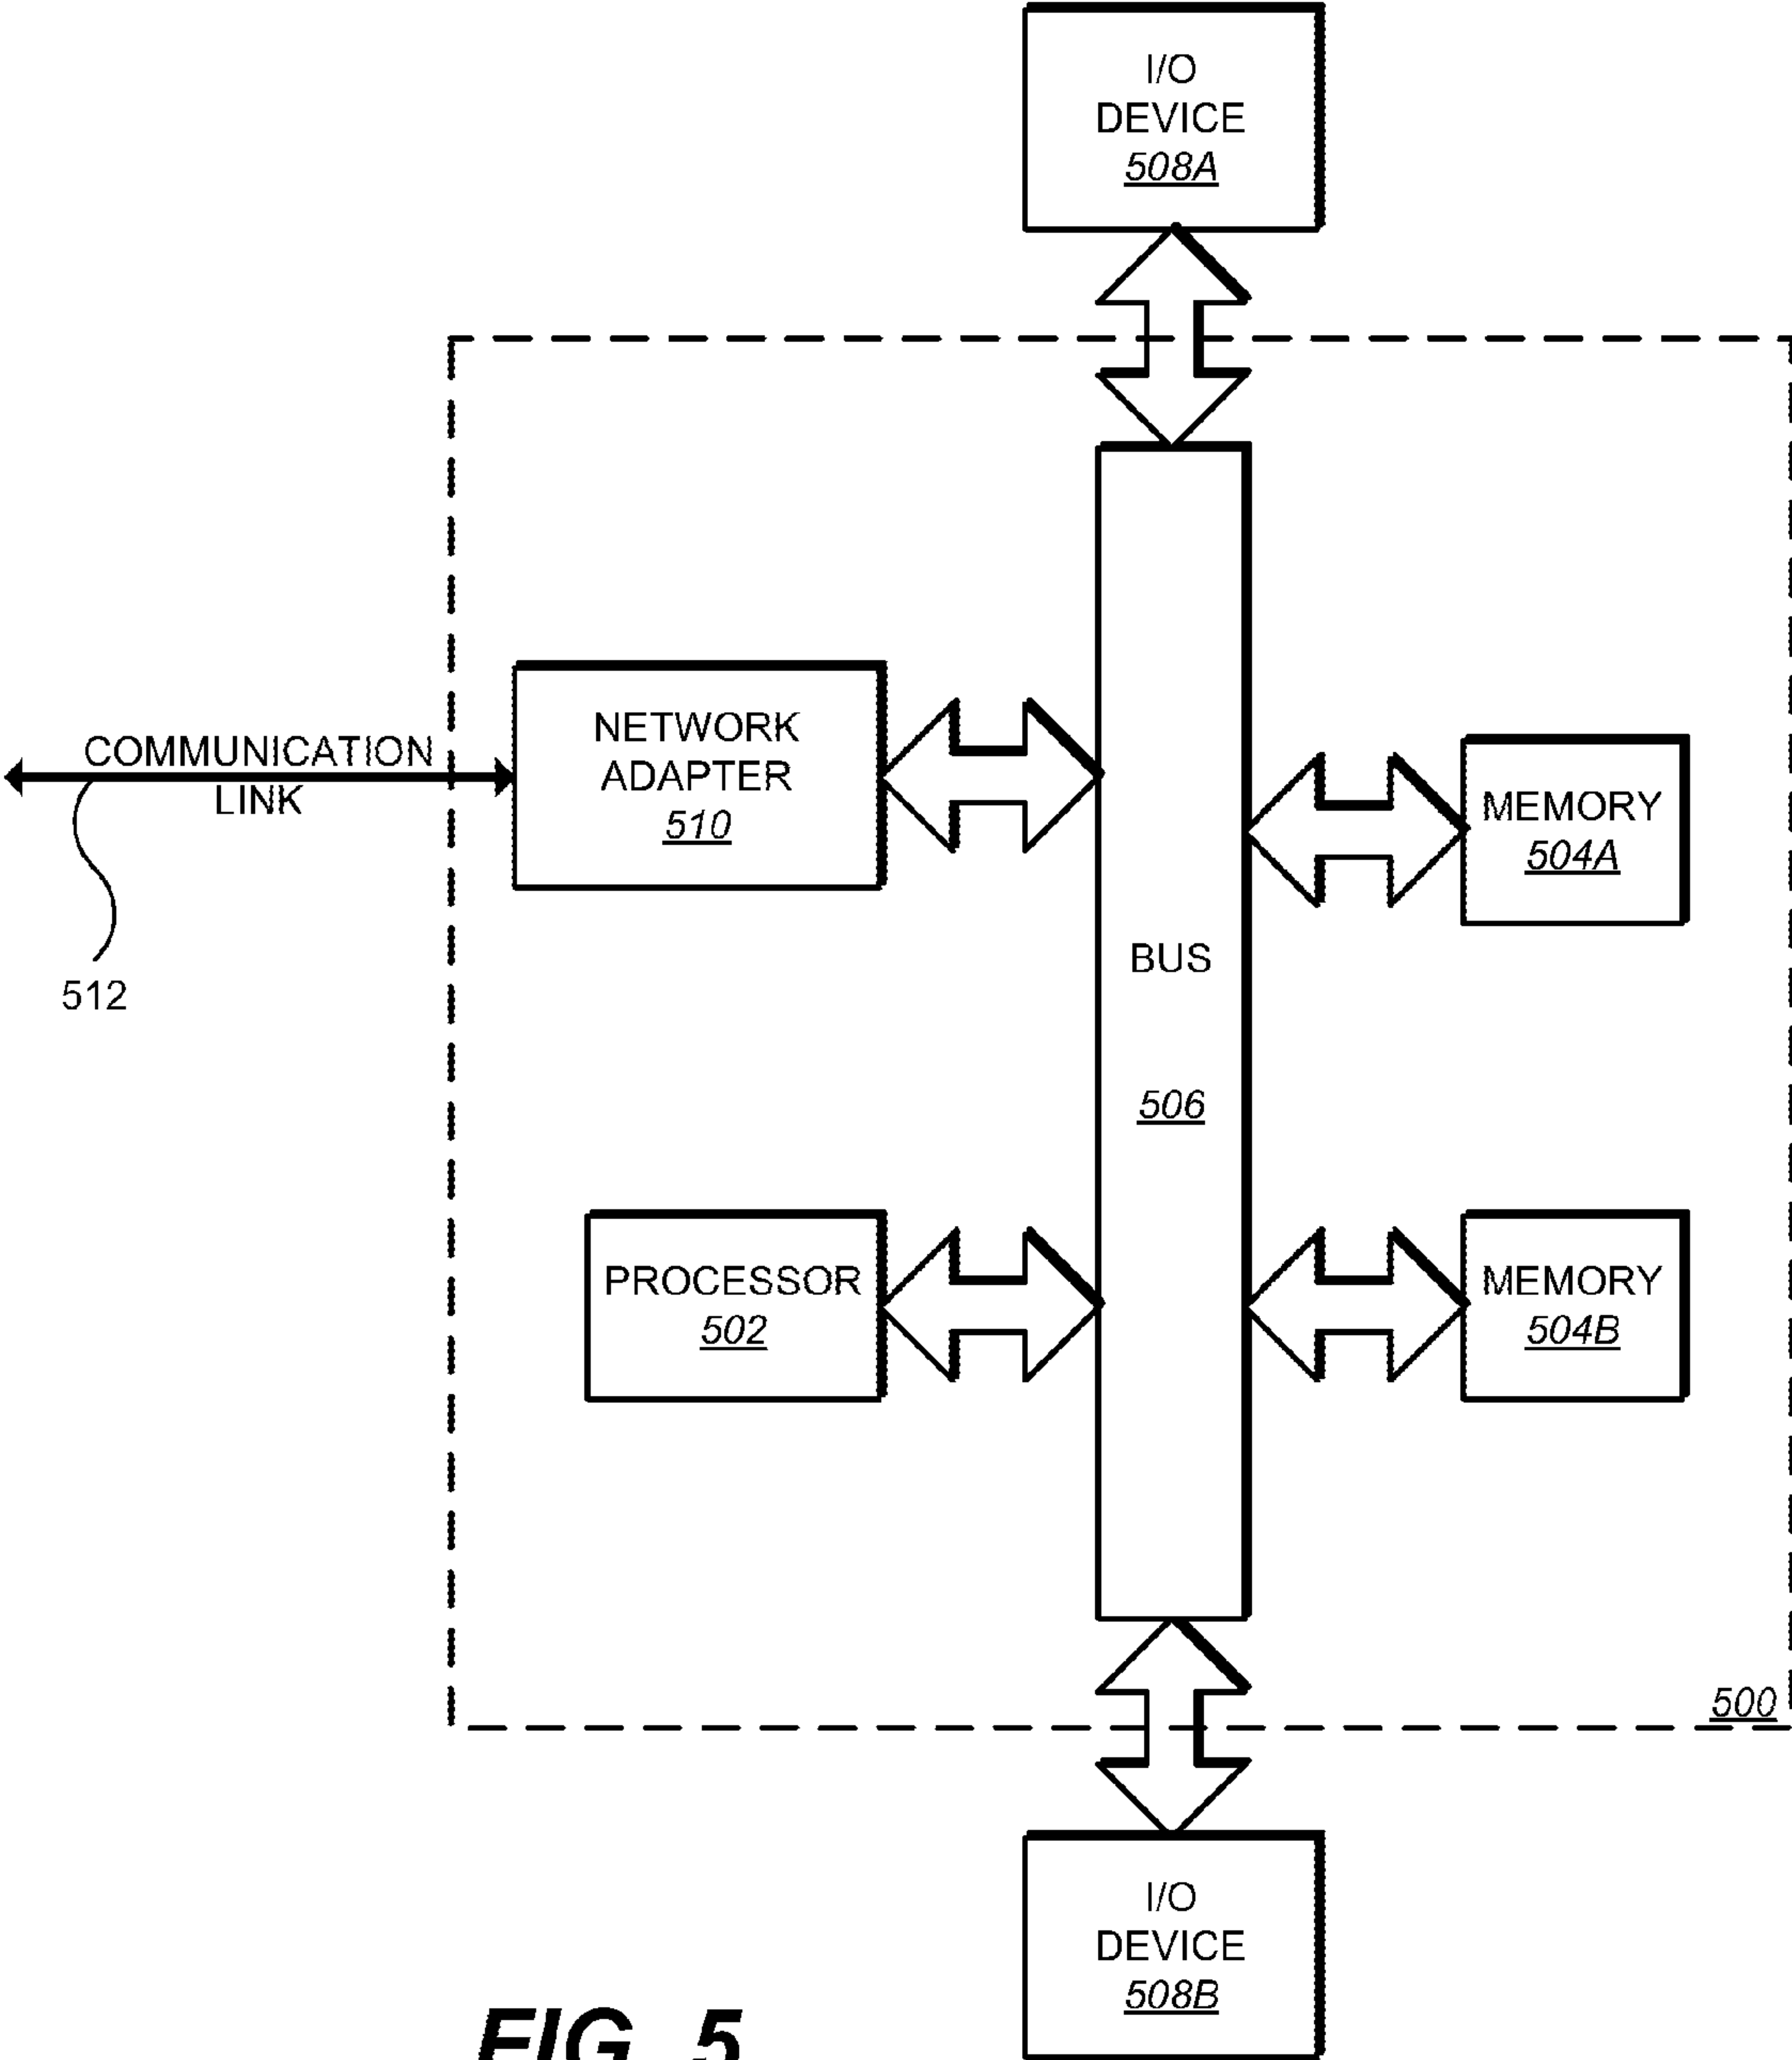 I/O
DEVICE
508A
COMMUNICATION
LINK
512
NETWORK
ADAPTER
510
MEMORY
504A
BUS
506
PROCESSOR
502
MEMORY
504B
500
I/O
DEVICE
508B
FIG. 5